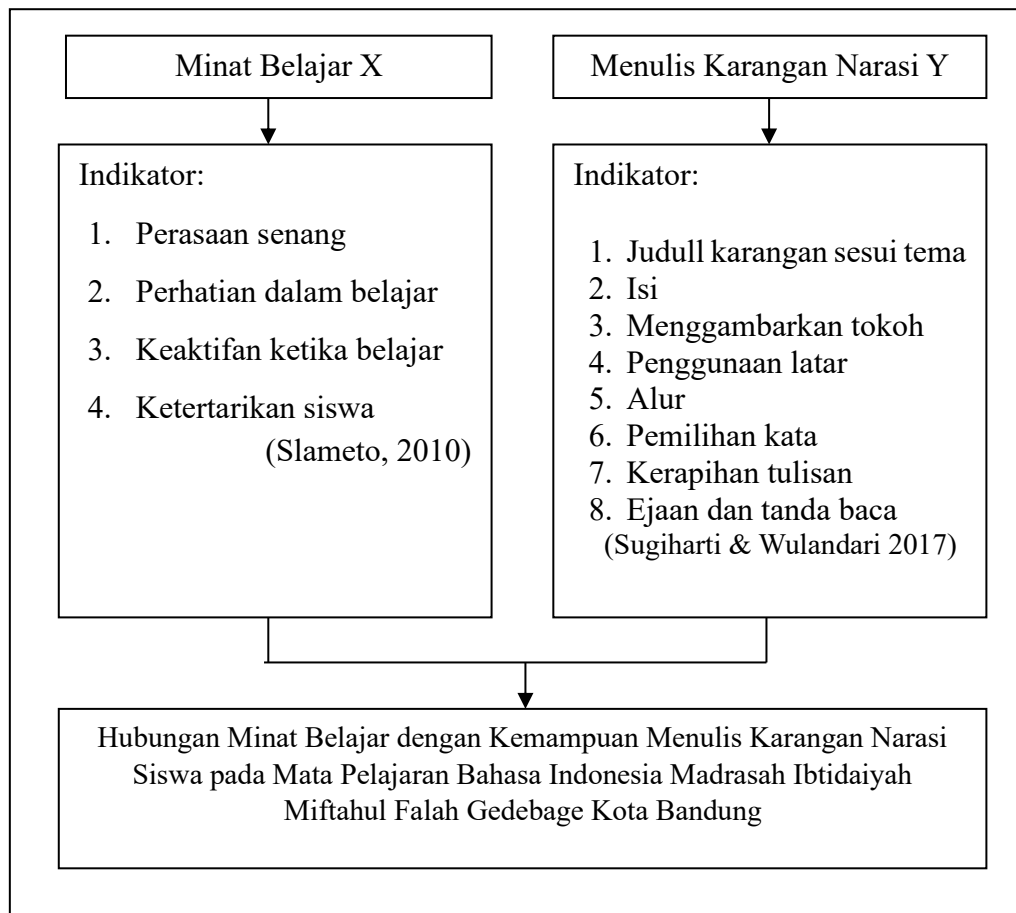 Minat Belajar X
Menulis Karangan Narasi Y
Indikator:
1. Perasaan senang
2. Perhatian dalam belajar
3. Keaktifan ketika belajar
4. Ketertarikan siswa
(Slameto, 2010)
Indikator:
1. Judull karangan sesui tema
2. Isi
3. Menggambarkan tokoh
4. Penggunaan latar
5. Alur
6. Pemilihan kata
7. Kerapihan tulisan
8. Ejaan dan tanda baca
(Sugiharti & Wulandari 2017)
Hubungan Minat Belajar dengan Kemampuan Menulis Karangan Narasi
Siswa pada Mata Pelajaran Bahasa Indonesia Madrasah Ibtidaiyah
Miftahul Falah Gedebage Kota Bandung